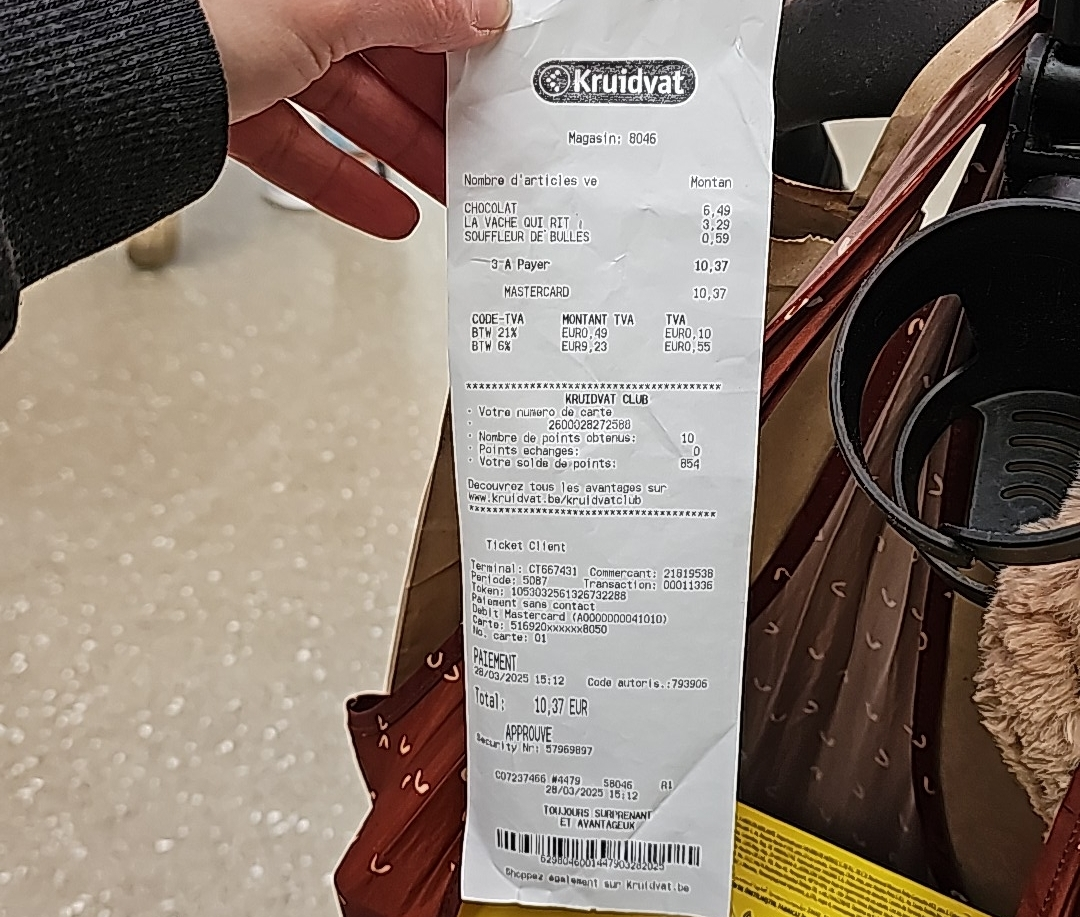 Kruidvat
Magasin: 8046
Nombre d'articles ve Montan
CHOCOLAT 6,49
LA VACHE QUI RIT 3,29
SOUFFLEUR DE BULLES 0,59
3 A Payer 10,37
MASTERCARD 10,37
CODE-TVA MONTANT TVA TVA
BTW 21% EUR0,49 EUR0,10
BTW 6% EUR9,23 EUR0,55
*****************************************
KRUIDVAT CLUB
· Votre numero de carte
· 2600028272588
· Nombre de points obtenus: 10
· Points echanges: 0
· Votre solde de points: 854
Decouvrez tous les avantages sur
www.kruidvat.be/kruidvatclub
*****************************************
Ticket Client
Terminal: CT667431 Commercant: 21819538
Periode: 5087 Transaction: 00011336
Token: 1053032561326732288
Paiement sans contact
Debit Mastercard (A0000000041010)
Carte: 516920xxxxxx8050
No. carte: 01
PAIEMENT
28/03/2025 15:12 Code autoris.:793906
Total: 10,37 EUR
APPROUVE
Security Nr: 57969897
CO7237466 #4479 58046 R1
28/03/2025 15:12
TOUJOURS SURPRENANT
ET AVANTAGEUX
Shoppez également sur Kruidvat.be